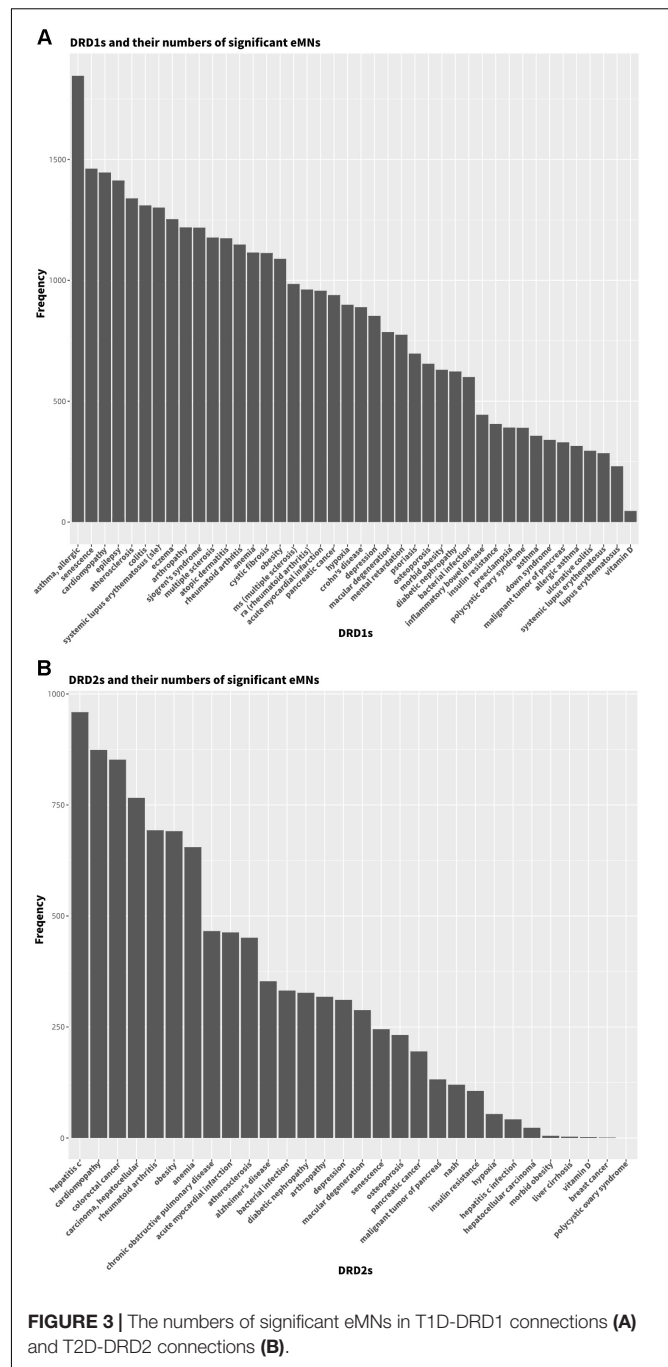 A
DRD1s and their numbers of significant eMNs
Freqency
1500
1000
500
0
asthma, allergic
senescence
cardiomyopathy
epilepsy
atherosclerosis
colitis
systemic lupus erythematosus (sle)
eczema
arthropathy
sjogren's syndrome
multiple sclerosis
atopic dermatitis
rheumatoid arthritis
anemia
cystic fibrosis
obesity
ms (multiple sclerosis)
ra (rheumatoid arthritis)
acute myocardial infarction
pancreatic cancer
hypoxia
crohn's disease
depression
macular degeneration
mental retardation
psoriasis
osteoporosis
morbid obesity
diabetic nephropathy
bacterial infection
inflammatory bowel disease
insulin resistance
preeclampsia
polycystic ovary syndrome
asthma
down syndrome
malignant tumor of pancreas
allergic asthma
ulcerative colitis
systemic lupus erythematosus
lupus erythematosus
vitamin D
DRD1s
B
DRD2s and their numbers of significant eMNs
Freqency
1000
750
500
250
0
hepatitis c
cardiomyopathy
colorectal cancer
carcinoma, hepatocellular
rheumatoid arthritis
obesity
anemia
chronic obstructive pulmonary disease
acute myocardial infarction
atherosclerosis
alzheimer's disease
bacterial infection
diabetic nephropathy
arthropathy
depression
macular degeneration
senescence
osteoporosis
pancreatic cancer
malignant tumor of pancreas
nash
insulin resistance
hypoxia
hepatitis c infection
hepatocellular carcinoma
morbid obesity
liver cirrhosis
vitamin D
breast cancer
polycystic ovary syndrome
DRD2s
FIGURE 3 | The numbers of significant eMNs in T1D-DRD1 connections (A)
and T2D-DRD2 connections (B).